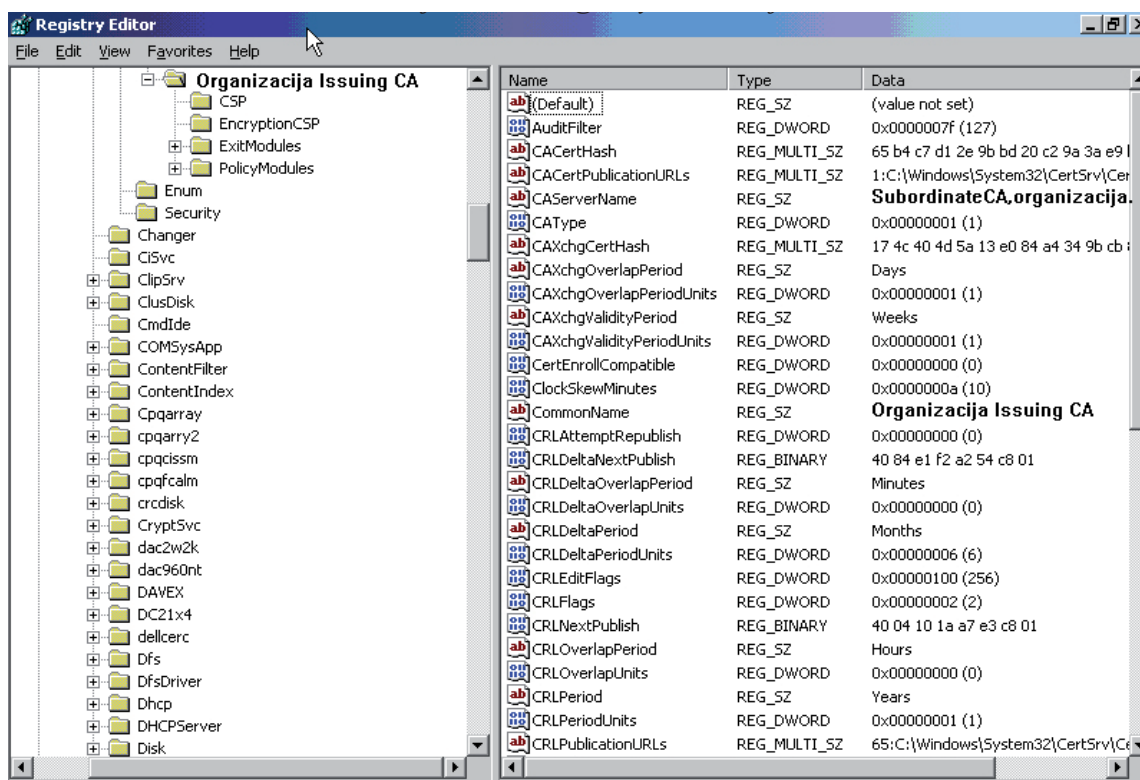 Registry Editor
File Edit View Favorites Help
Organizacija Issuing CA
CSP
EncryptionCSP
ExitModules
PolicyModules
Enum
Security
Changer
CiSvc
ClipSrv
ClusDisk
CmdIde
COMSysApp
ContentFilter
ContentIndex
Cpqarray
cpqarry2
cpqcissm
cpqfcalm
crcdisk
CryptSvc
dac2w2k
dac960nt
DAVEX
DC21x4
dellcerc
Dfs
DfsDriver
Dhcp
DHCPServer
Disk
Name Type Data
(Default) REG_SZ (value not set)
AuditFilter REG_DWORD 0x0000007f (127)
CACertHash REG_MULTI_SZ 65 b4 c7 d1 2e 9b bd 20 c2 9a 3a e9
CACertPublicationURLs REG_MULTI_SZ 1:C:\Windows\System32\CertSrv\Cer
CAServerName REG_SZ SubordinateCA,organizacija.
CAType REG_DWORD 0x00000001 (1)
CAXchgCertHash REG_MULTI_SZ 17 4c 40 4d 5a 13 e0 84 a4 34 9b cb
CAXchgOverlapPeriod REG_SZ Days
CAXchgOverlapPeriodUnits REG_DWORD 0x00000001 (1)
CAXchgValidityPeriod REG_SZ Weeks
CAXchgValidityPeriodUnits REG_DWORD 0x00000001 (1)
CertEnrollCompatible REG_DWORD 0x00000000 (0)
ClockSkewMinutes REG_DWORD 0x0000000a (10)
CommonName REG_SZ Organizacija Issuing CA
CRLAttemptRepublish REG_DWORD 0x00000000 (0)
CRLDeltaNextPublish REG_BINARY 40 84 e1 f2 a2 54 c8 01
CRLDeltaOverlapPeriod REG_SZ Minutes
CRLDeltaOverlapUnits REG_DWORD 0x00000000 (0)
CRLDeltaPeriod REG_SZ Months
CRLDeltaPeriodUnits REG_DWORD 0x00000006 (6)
CRLEditFlags REG_DWORD 0x00000100 (256)
CRLFlags REG_DWORD 0x00000002 (2)
CRLNextPublish REG_BINARY 40 04 10 1a a7 e3 c8 01
CRLOverlapPeriod REG_SZ Hours
CRLOverlapUnits REG_DWORD 0x00000000 (0)
CRLPeriod REG_SZ Years
CRLPeriodUnits REG_DWORD 0x00000001 (1)
CRLPublicationURLs REG_MULTI_SZ 65:C:\Windows\System32\CertSrv\Ce